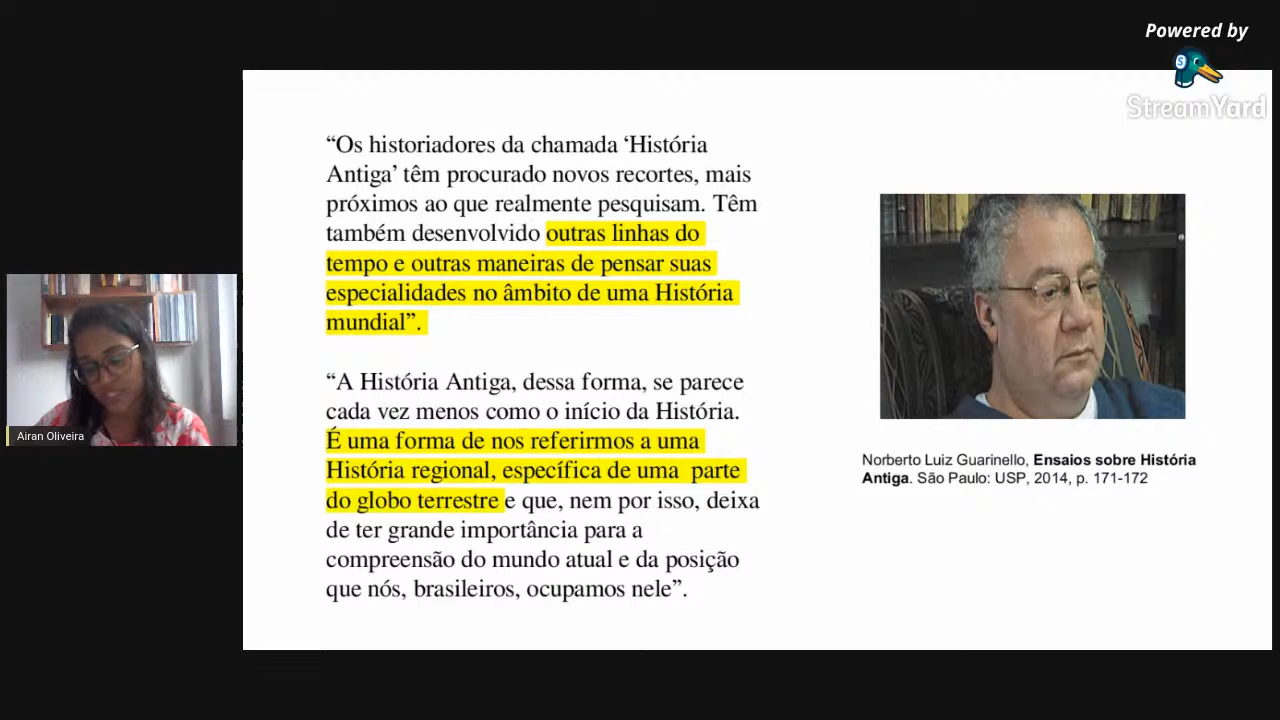 Powered by
StreamYard
“Os historiadores da chamada ‘História
Antiga’ têm procurado novos recortes, mais
próximos ao que realmente pesquisam. Têm
também desenvolvido outras linhas do
tempo e outras maneiras de pensar suas
especialidades no âmbito de uma História
mundial”.
“A História Antiga, dessa forma, se parece
cada vez menos como o início da História.
É uma forma de nos referirmos a uma
História regional, específica de uma parte
do globo terrestre e que, nem por isso, deixa
de ter grande importância para a
compreensão do mundo atual e da posição
que nós, brasileiros, ocupamos nele”.
Norberto Luiz Guarinello, Ensaios sobre História
Antiga. São Paulo: USP, 2014, p. 171-172
Airan Oliveira